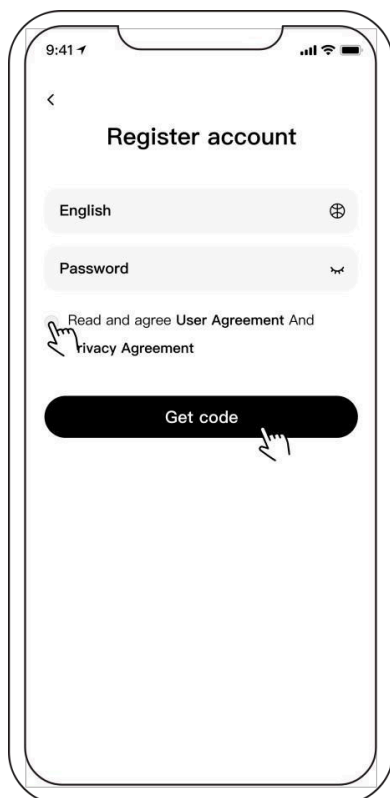 9:41
Register account
English
Password
Read and agree User Agreement And
rivacy Agreement
Get code